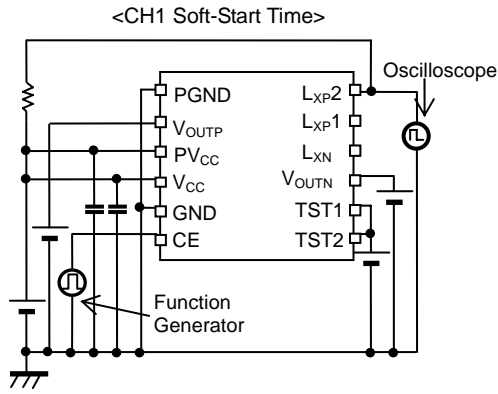 <CH1 Soft-Start Time>
Oscilloscope
PGND
VOUTP
PVCC
VCC
GND
CE
LXP2
LXP1
LXN
VOUTN
TST1
TST2
Function
Generator